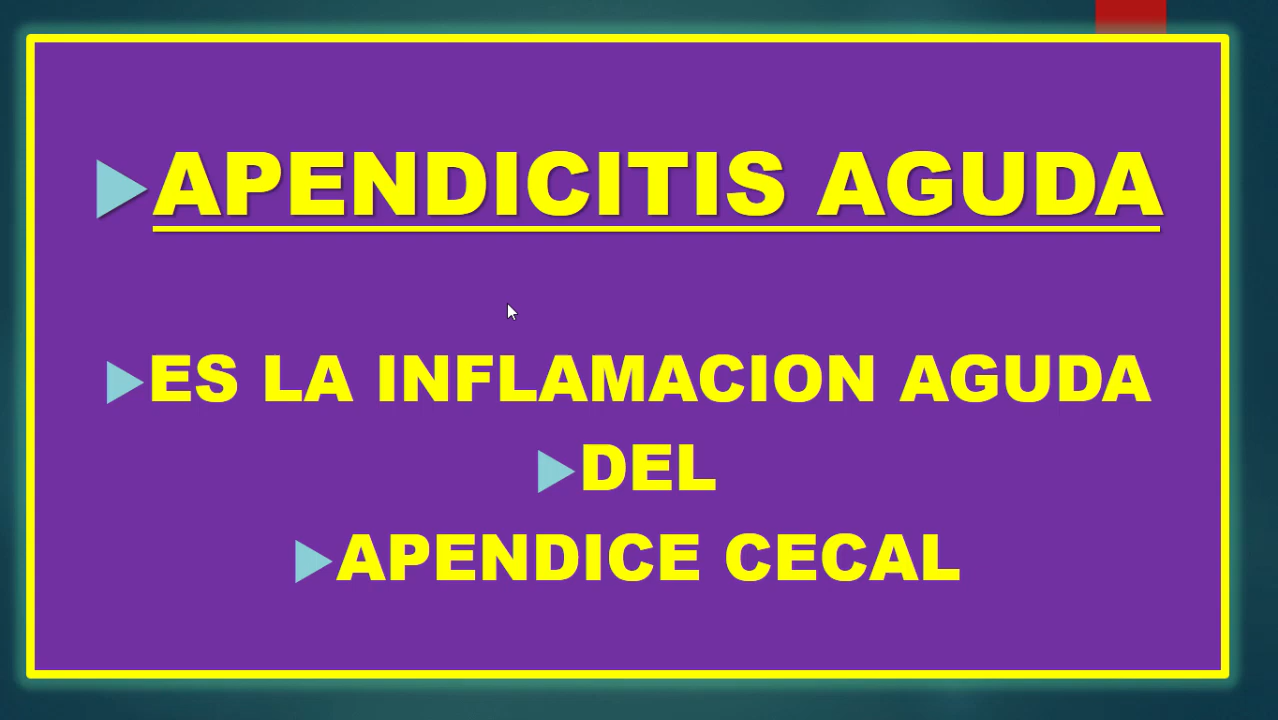 APENDICITIS AGUDA
ES LA INFLAMACION AGUDA
DEL
APENDICE CECAL